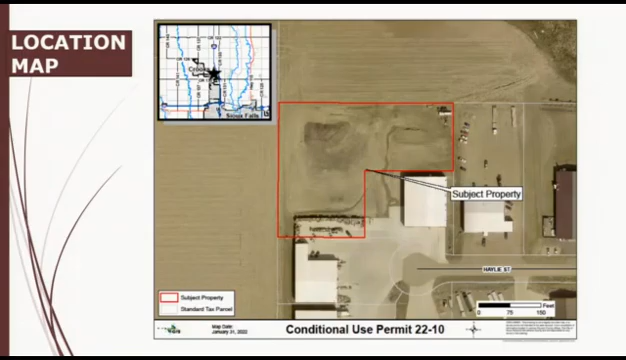 LOCATION
MAP
Sioux Falls
Subject Property
HAYLIE ST
Subject Property
Standard Tax Parcel
Feet
0 75 150
Map Date:
January 31, 2022
Conditional Use Permit 22-10